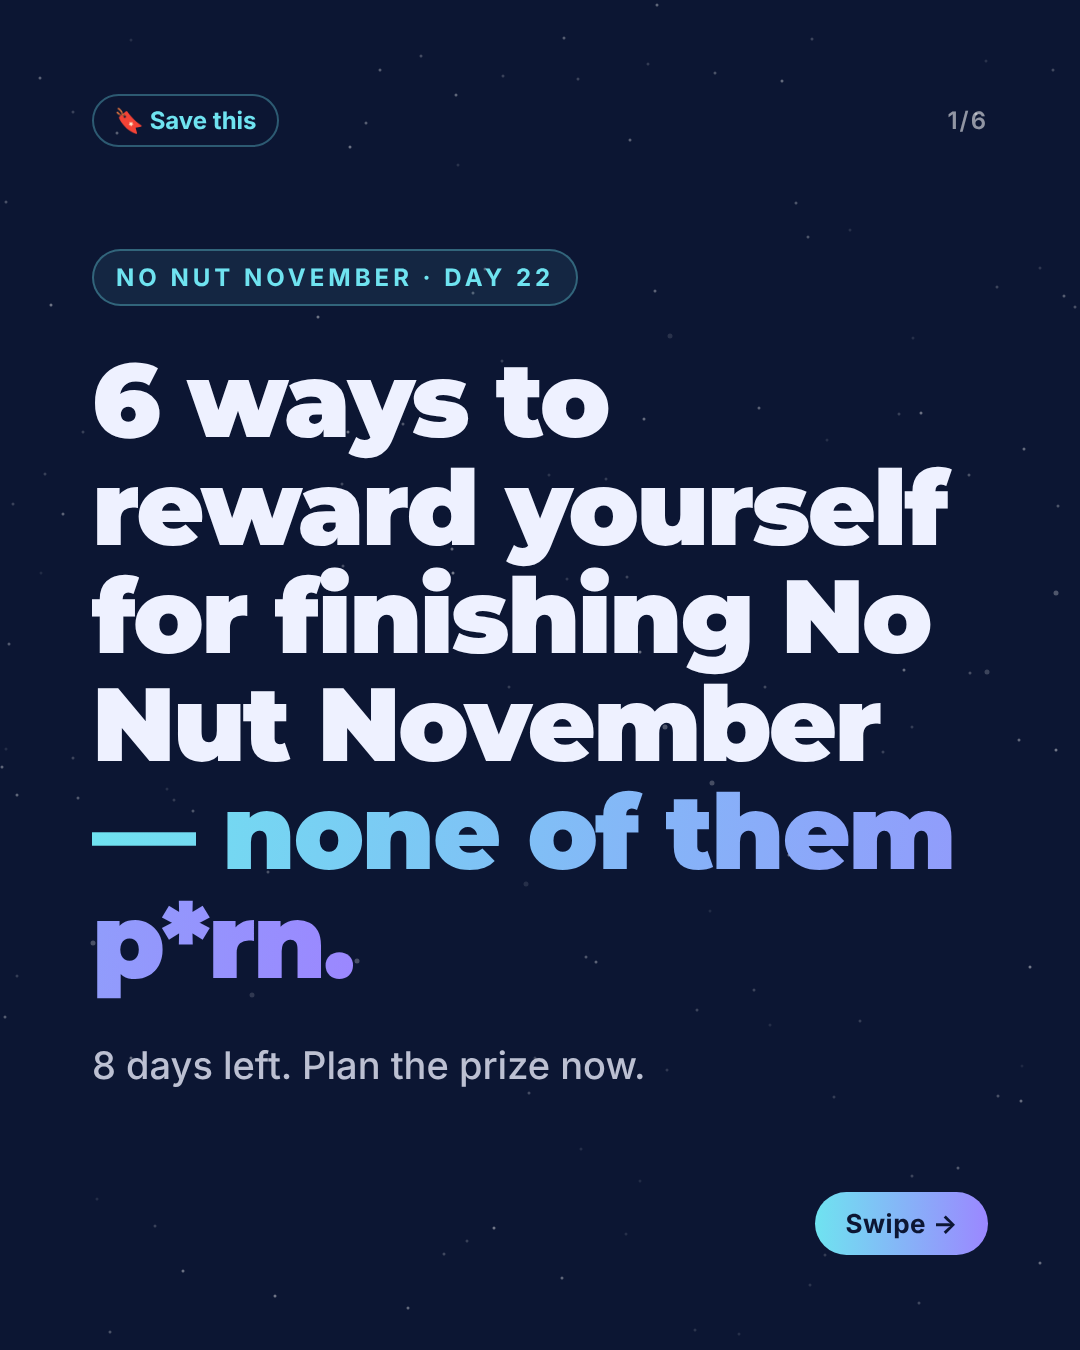 🔖 Save this
1/6
NO NUT NOVEMBER · DAY 22
6 ways to
reward yourself
for finishing No
Nut November
— none of them
p*rn.
8 days left. Plan the prize now.
Swipe →